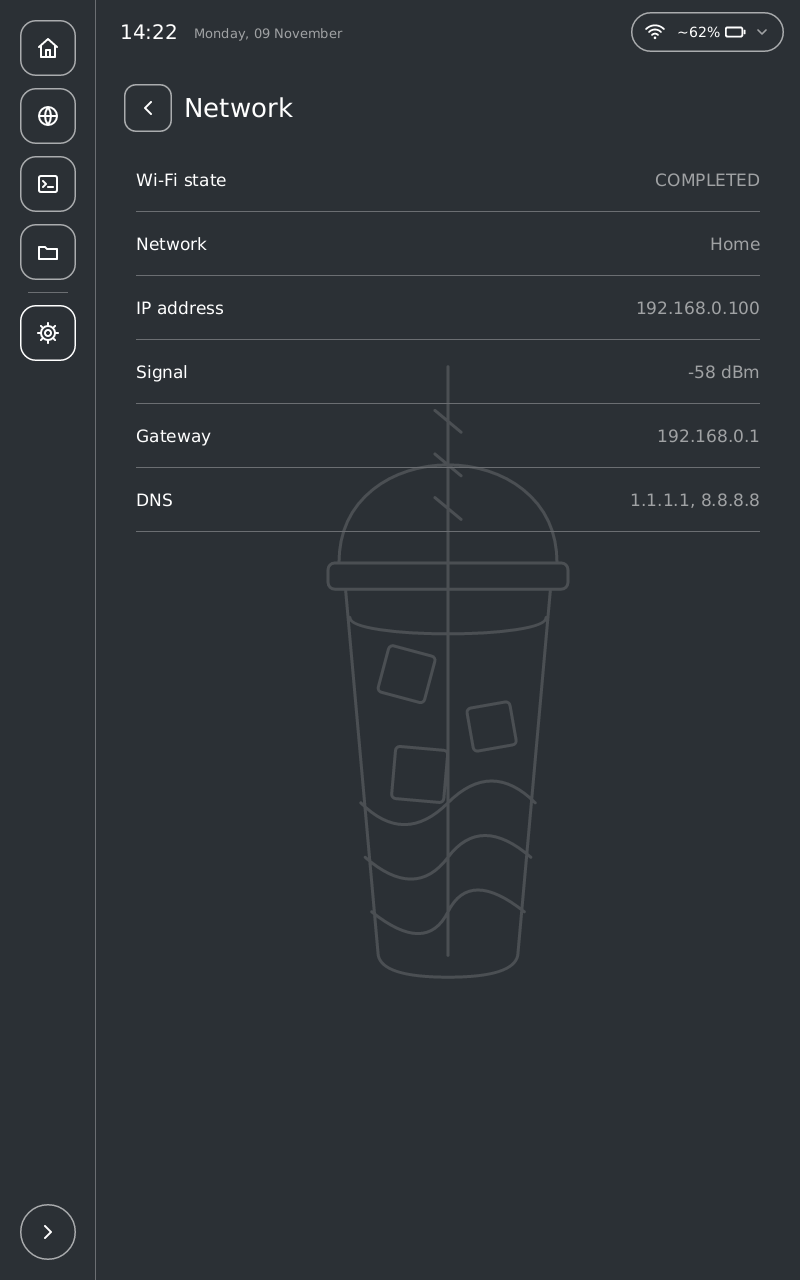 14:22 Monday, 09 November ~62%
Network
Wi-Fi state COMPLETED
Network Home
IP address 192.168.0.100
Signal -58 dBm
Gateway 192.168.0.1
DNS 1.1.1.1, 8.8.8.8